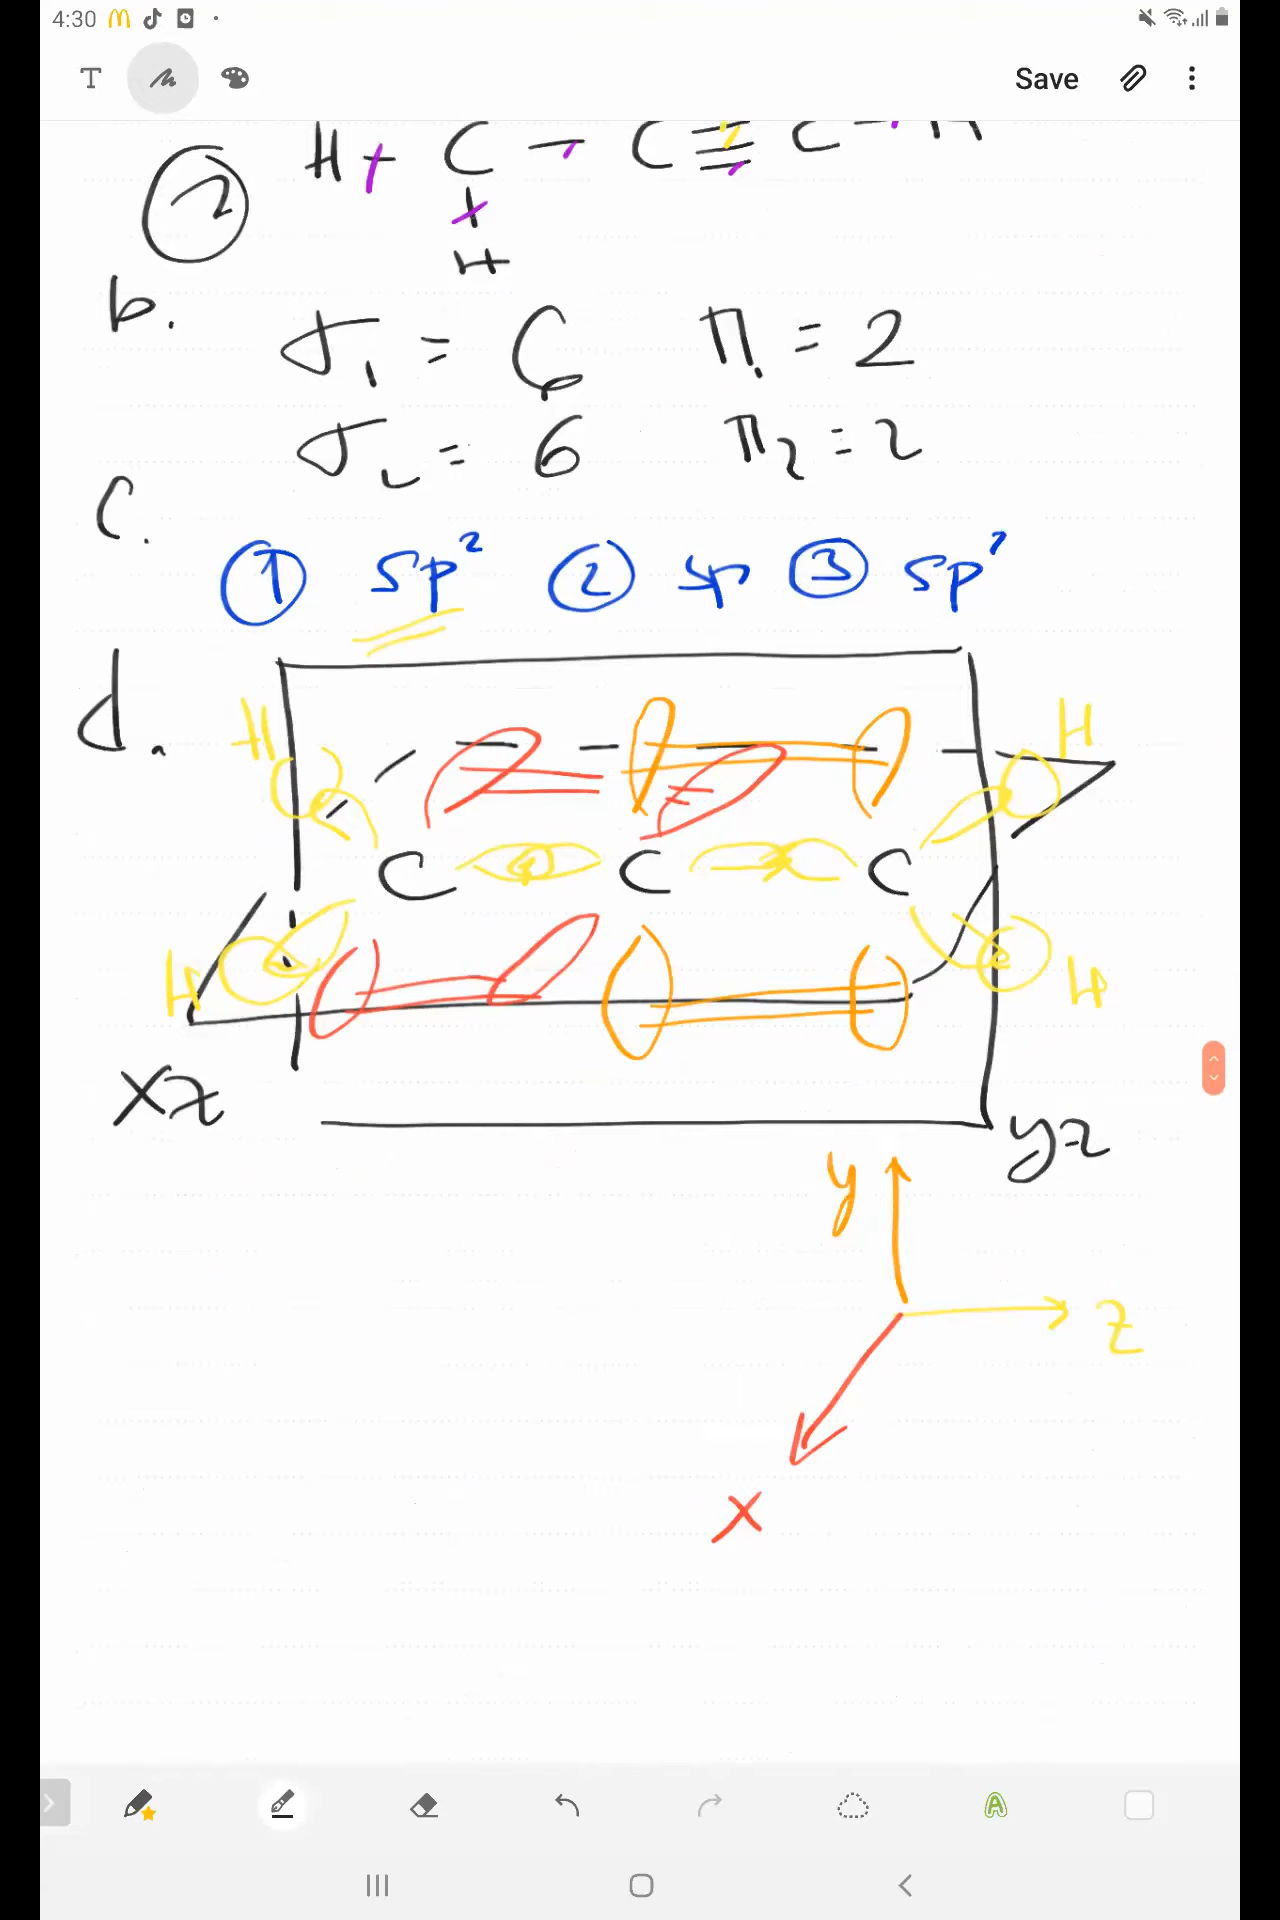 4:30
T Save
H - C - C ≡ C - H
2
H
b.
σ₁ = 6 π₁ = 2
σ₂ = 6 π₂ = 2
c.
① sp² ② sp ③ sp²
d.
H H
C C C
H H
xz
yz
y
z
x
A